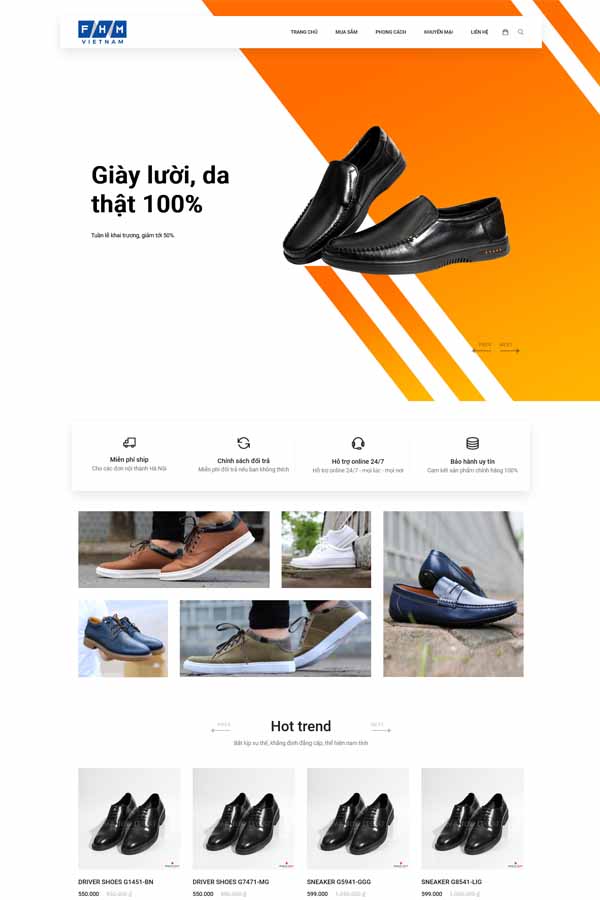 FHM
VIETNAM
TRANG CHỦ
MUA SẮM
PHONG CÁCH
KHUYẾN MẠI
LIÊN HỆ
Giày lười, da
thật 100%
Tuần lễ khai trương, giảm tới 50%
PREV
NEXT
Miễn phí ship
Cho các đơn nội thành Hà Nội
Chính sách đổi trả
Miễn phí đổi trả nếu bạn không thích
Hỗ trợ online 24/7
Hỗ trợ online 24/7 - mọi lúc - mọi nơi
Bảo hành uy tín
Cam kết sản phẩm chính hãng 100%
PREV
Hot trend
NEXT
Bắt kịp xu thế, khẳng định đẳng cấp, thể hiện nam tính
DRIVER SHOES G1451-BN
550.000
DRIVER SHOES G7471-MG
550.000
SNEAKER G5941-GGG
599.000
SNEAKER G8541-LIG
599.000